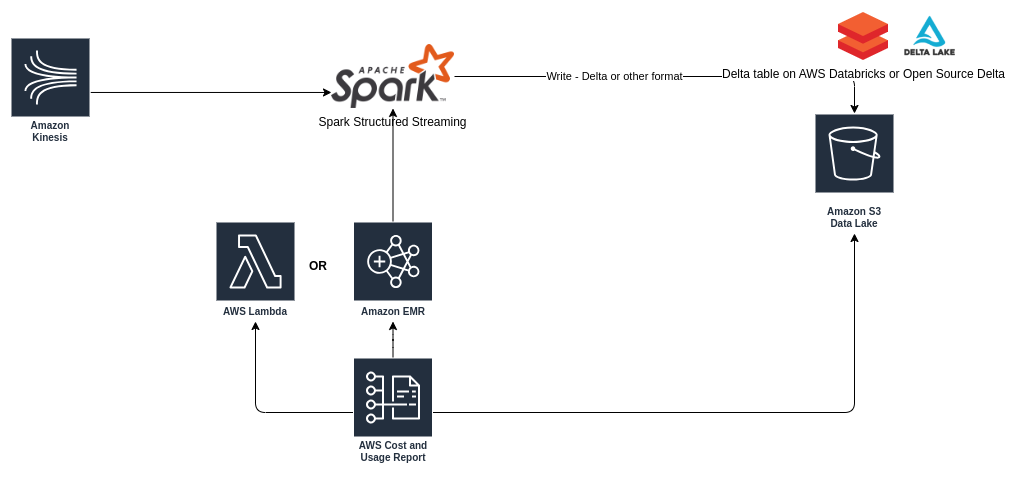 DELTA LAKE
APACHE
Spark™
Write - Delta or other format
Delta table on AWS Databricks or Open Source Delta
Amazon
Kinesis
Spark Structured Streaming
Amazon S3
Data Lake
OR
AWS Lambda
Amazon EMR
AWS Cost and
Usage Report